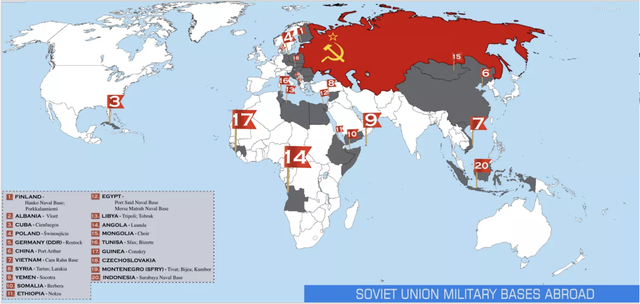 3
4
1
18
16
13
12
8
15
6
17
14
11
10
9
7
20
1 FINLAND -
Hanko Naval Base;
Porkkalaniemi
2 ALBANIA - Vlorë
3 CUBA - Cienfuegos
4 POLAND - Świnoujście
5 GERMANY (DDR) - Rostock
6 CHINA - Port Arthur
7 VIETNAM - Cam Rahn Base
8 SYRIA - Tartus; Latakia
9 YEMEN - Socotra
10 SOMALIA - Berbera
11 ETHIOPIA - Nokra
12 EGYPT -
Port Said Naval Base
Mersa Matruh Naval Base
13 LIBYA - Tripoli; Tobruk
14 ANGOLA - Luanda
15 MONGOLIA - Choir
16 TUNISA - Sfax; Bizerte
17 GUINEA - Conakry
18 CZECHOSLOVAKIA
19 MONTENEGRO (SFRY) - Tivat; Bijea; Kumbor
20 INDONESIA - Surabaya Naval Base
SOVIET UNION MILITARY BASES ABROAD